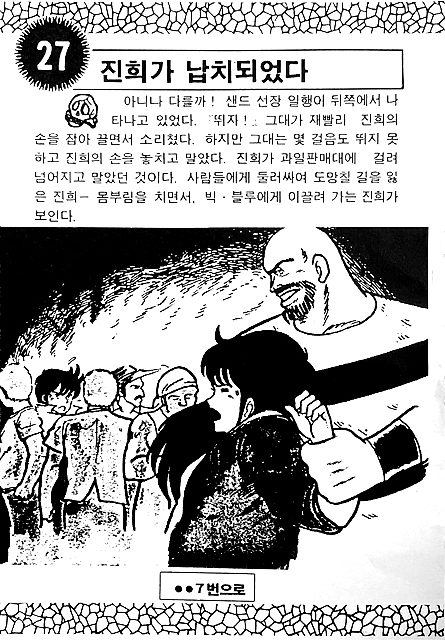 27
진희가 납치되었다
아니나 다를까! 샌드 선장 일행이 뒤쪽에서 나
타나고 있었다. 「뛰자!」 그대가 재빨리 진희의
손을 잡아 끌면서 소리쳤다. 하지만 그대는 몇 걸음도 뛰지 못
하고 진희의 손을 놓치고 말았다. 진희가 과일판매대에 걸려
넘어지고 말았던 것이다. 사람들에게 둘러싸여 도망칠 길을 잃
은 진희— 몸부림을 치면서, 빅·블루에게 이끌려 가는 진희가
보인다.
●●7번으로